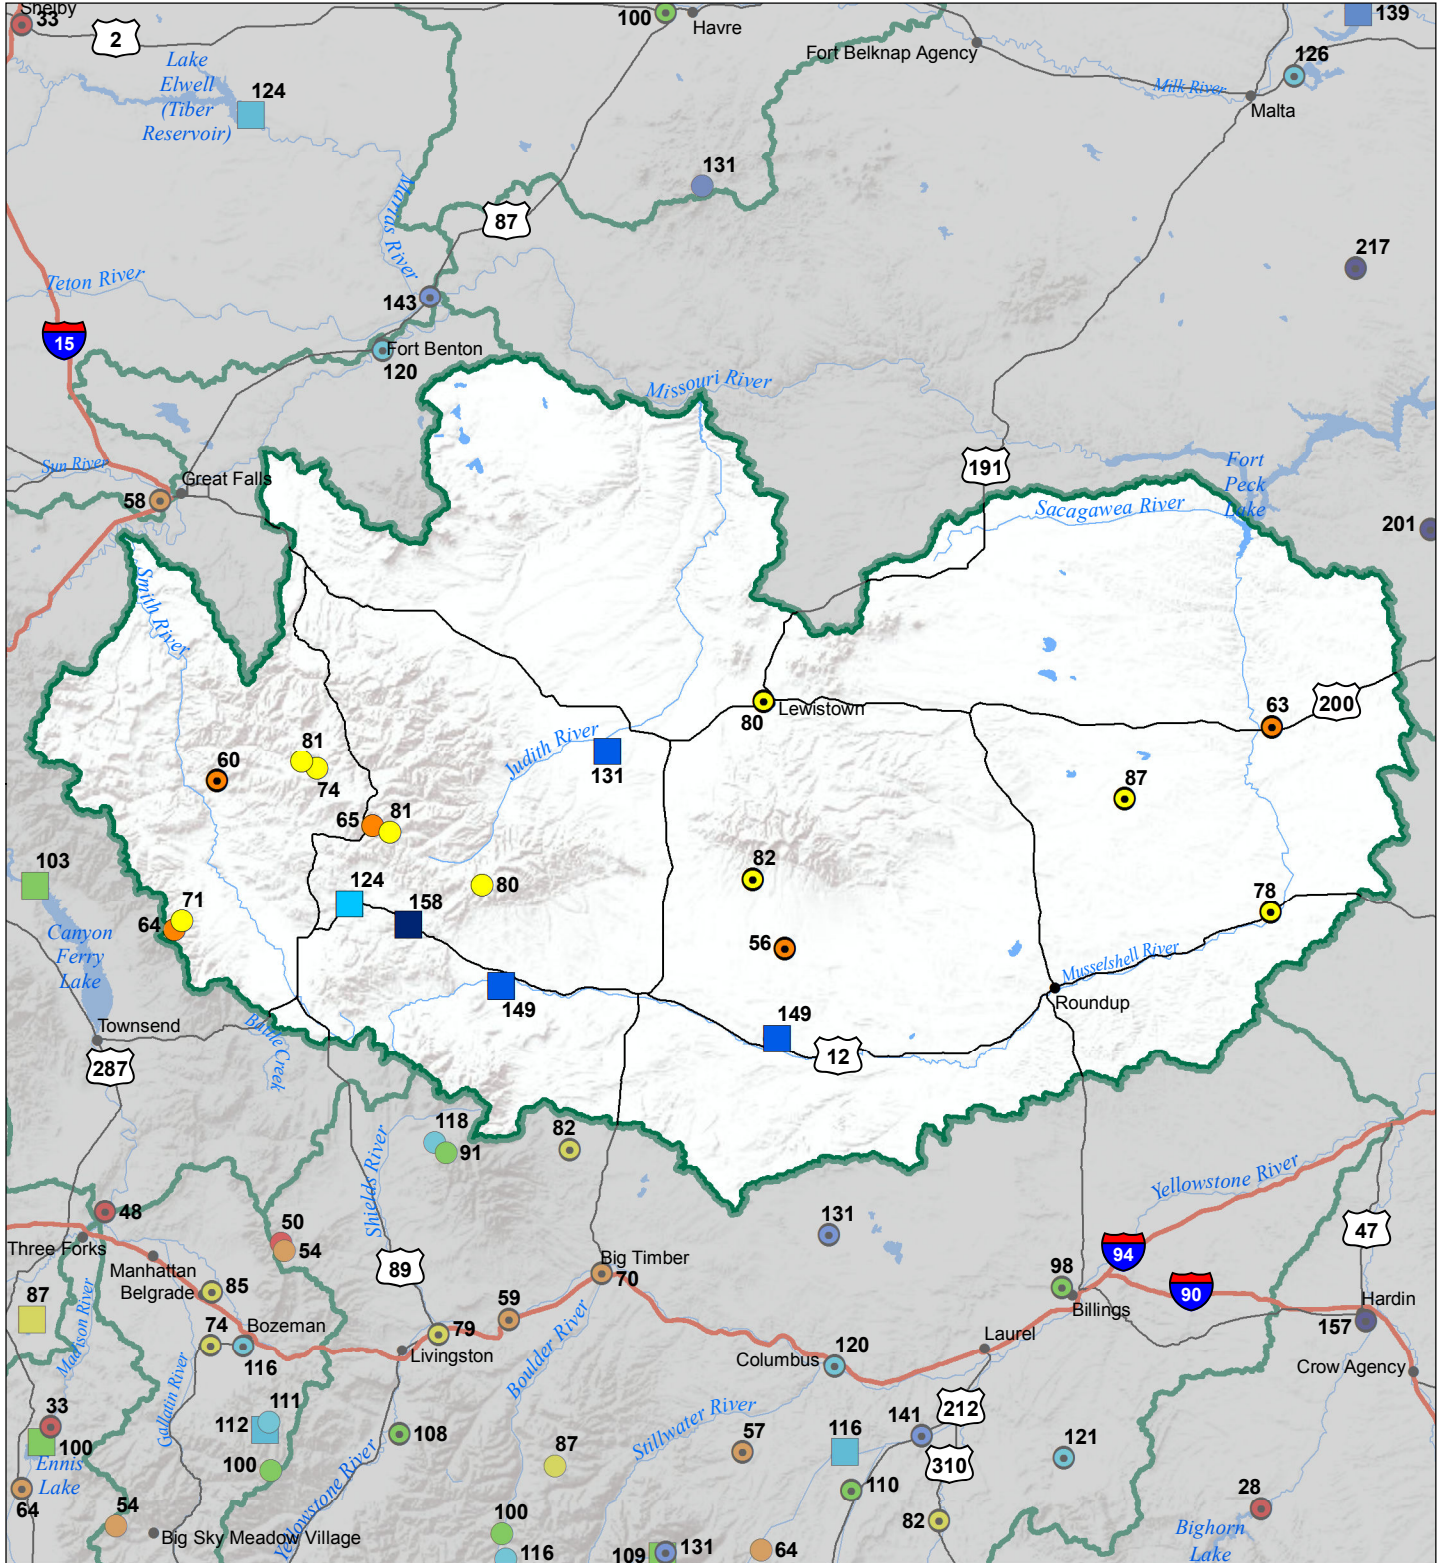 Shelby
33
2
100
Havre
Fort Belknap Agency
139
126
Milk River
Malta
Lake
Elwell
(Tiber
Reservoir)
124
131
Marias River
87
217
Teton River
143
15
Fort Benton
120
Missouri River
191
Fort
Peck
Lake
Sun River
Great Falls
58
Sacagawea River
201
Smith River
80
Lewistown
63
200
Judith River
131
81
74
60
87
65
81
82
80
103
124
158
71
64
78
Canyon
Ferry
Lake
56
Musselshell River
Roundup
149
149
12
Townsend
Battle Creek
287
118
91
82
Shields River
Yellowstone River
48
50
54
131
47
Three Forks
Manhattan
Belgrade
85
89
Big Timber
70
94
98
90
Billings
Hardin
157
87
Madison River
59
74
Bozeman
116
79
Livingston
Boulder River
Laurel
Columbus
120
Crow Agency
Gallatin River
33
100
Ennis
Lake
111
112
100
108
Stillwater River
57
116
141
212
310
121
87
110
64
54
Big Sky Meadow Village
Yellowstone River
100
116
109
131
64
82
28
Bighorn
Lake